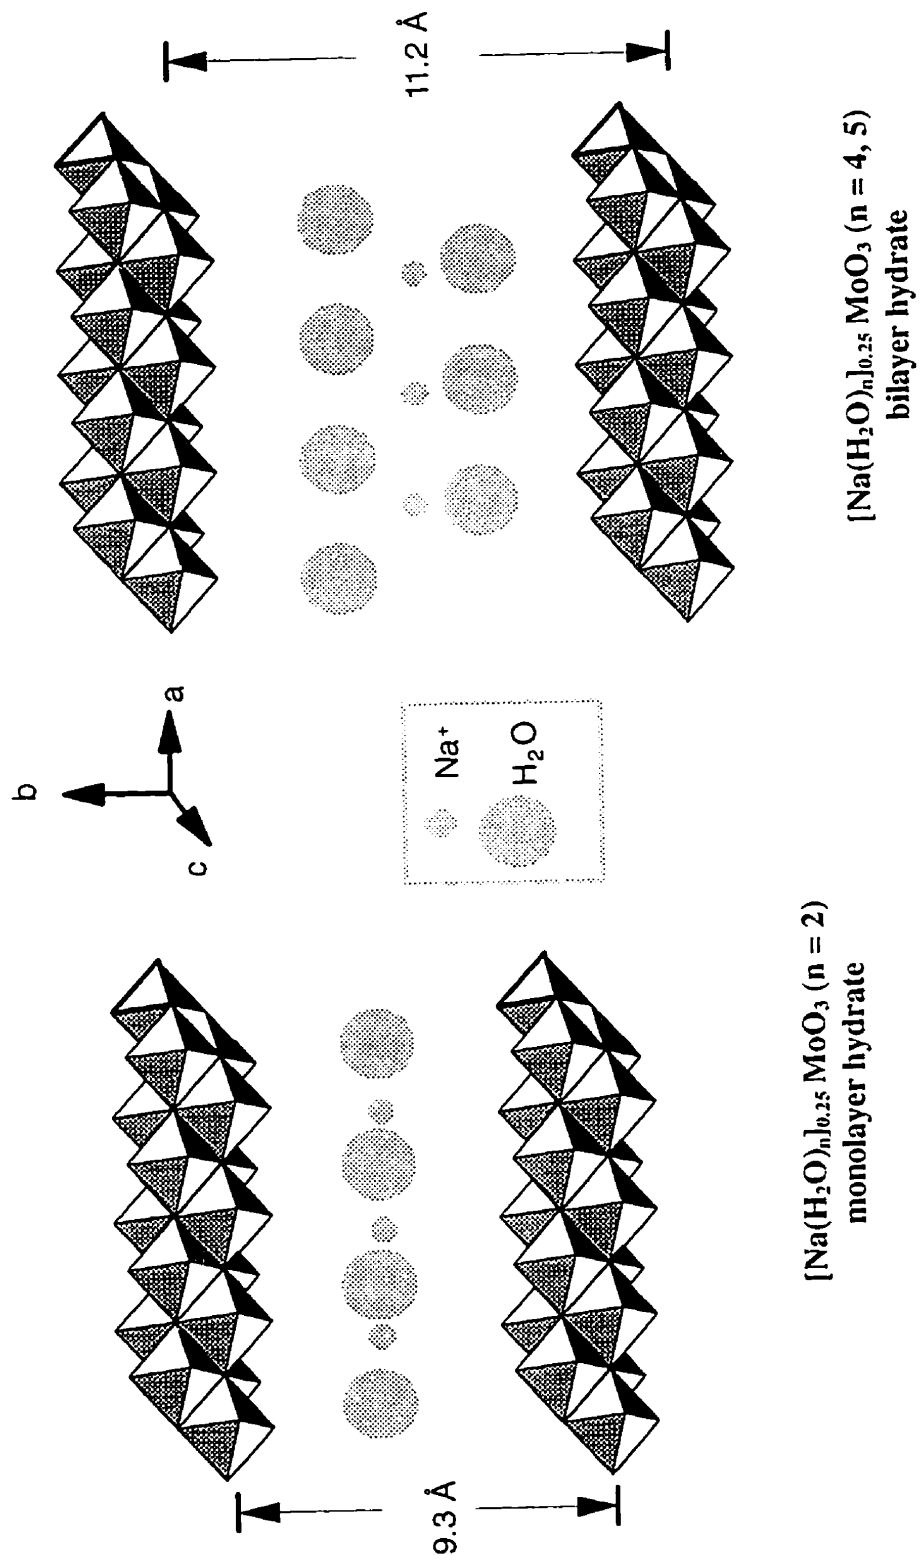 9.3 Å
[Na(H₂O)ₙ]₀.₂₅ MoO₃ (n = 2)
monolayer hydrate
b
a
c
Na⁺
H₂O
11.2 Å
[Na(H₂O)ₙ]₀.₂₅ MoO₃ (n = 4, 5)
bilayer hydrate